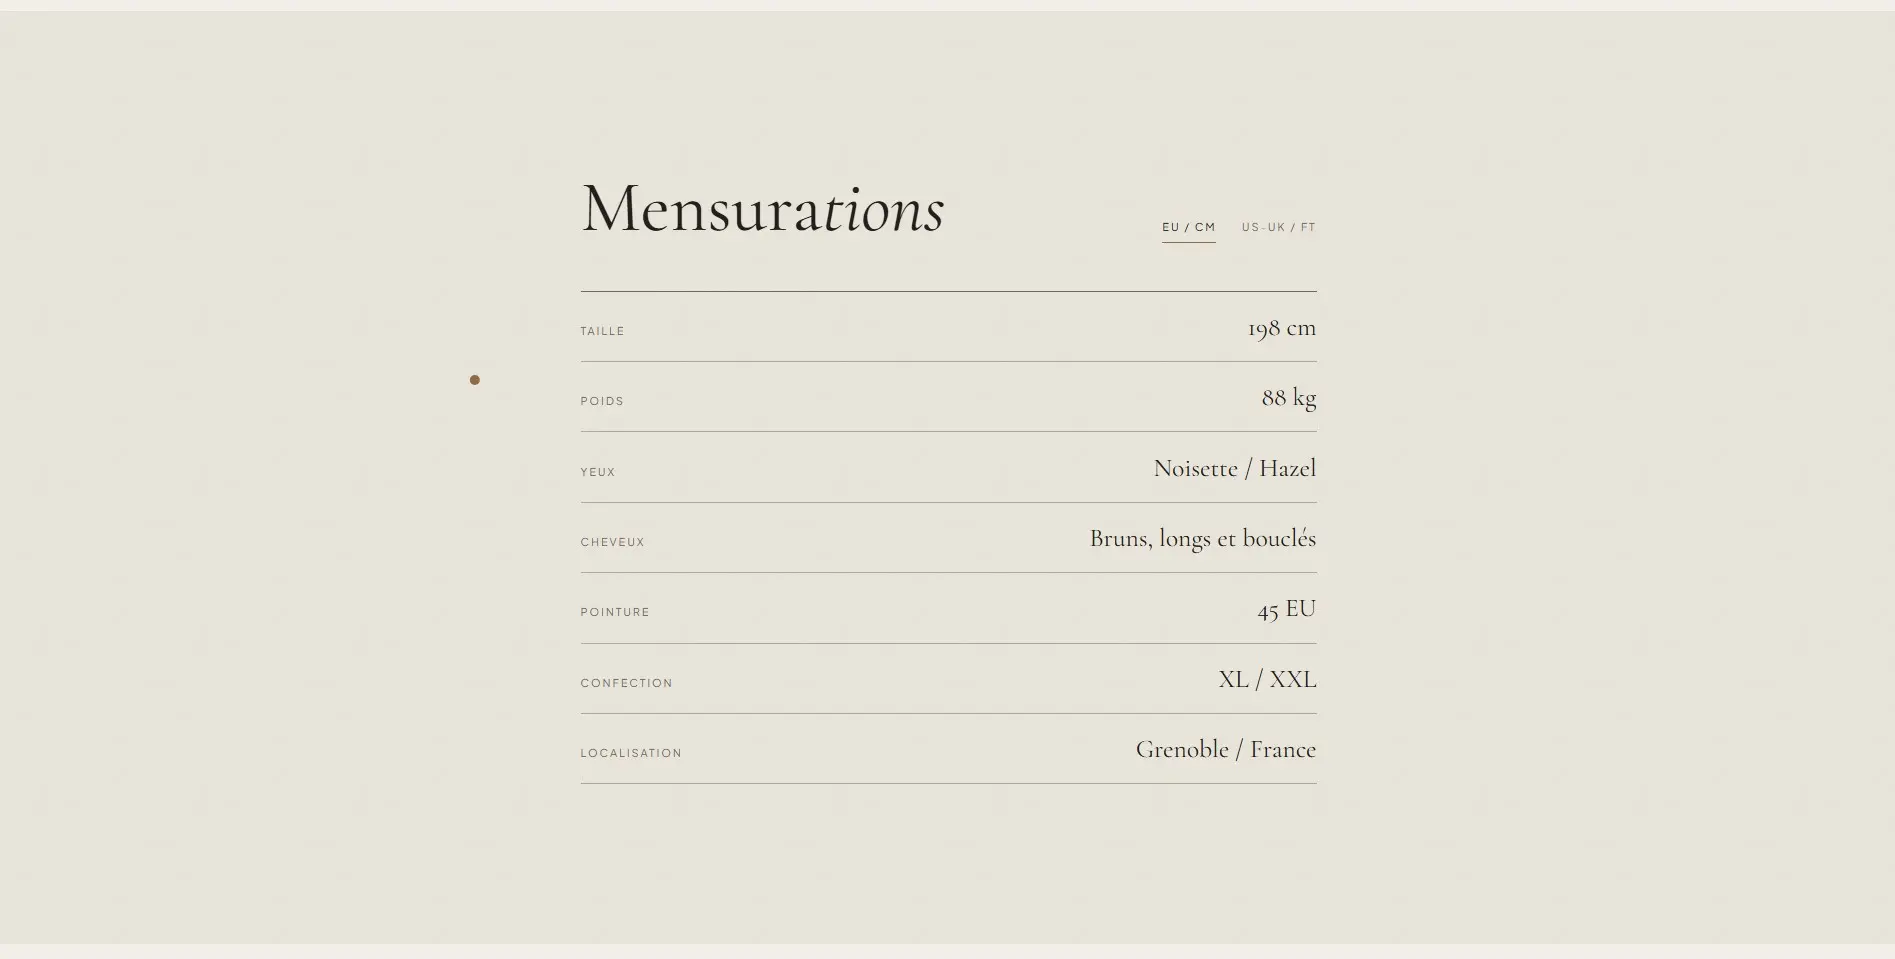 Mensurations
EU / CM US-UK / FT
TAILLE 198 cm
POIDS 88 kg
YEUX Noisette / Hazel
CHEVEUX Bruns, longs et bouclés
POINTURE 45 EU
CONFECTION XL / XXL
LOCALISATION Grenoble / France